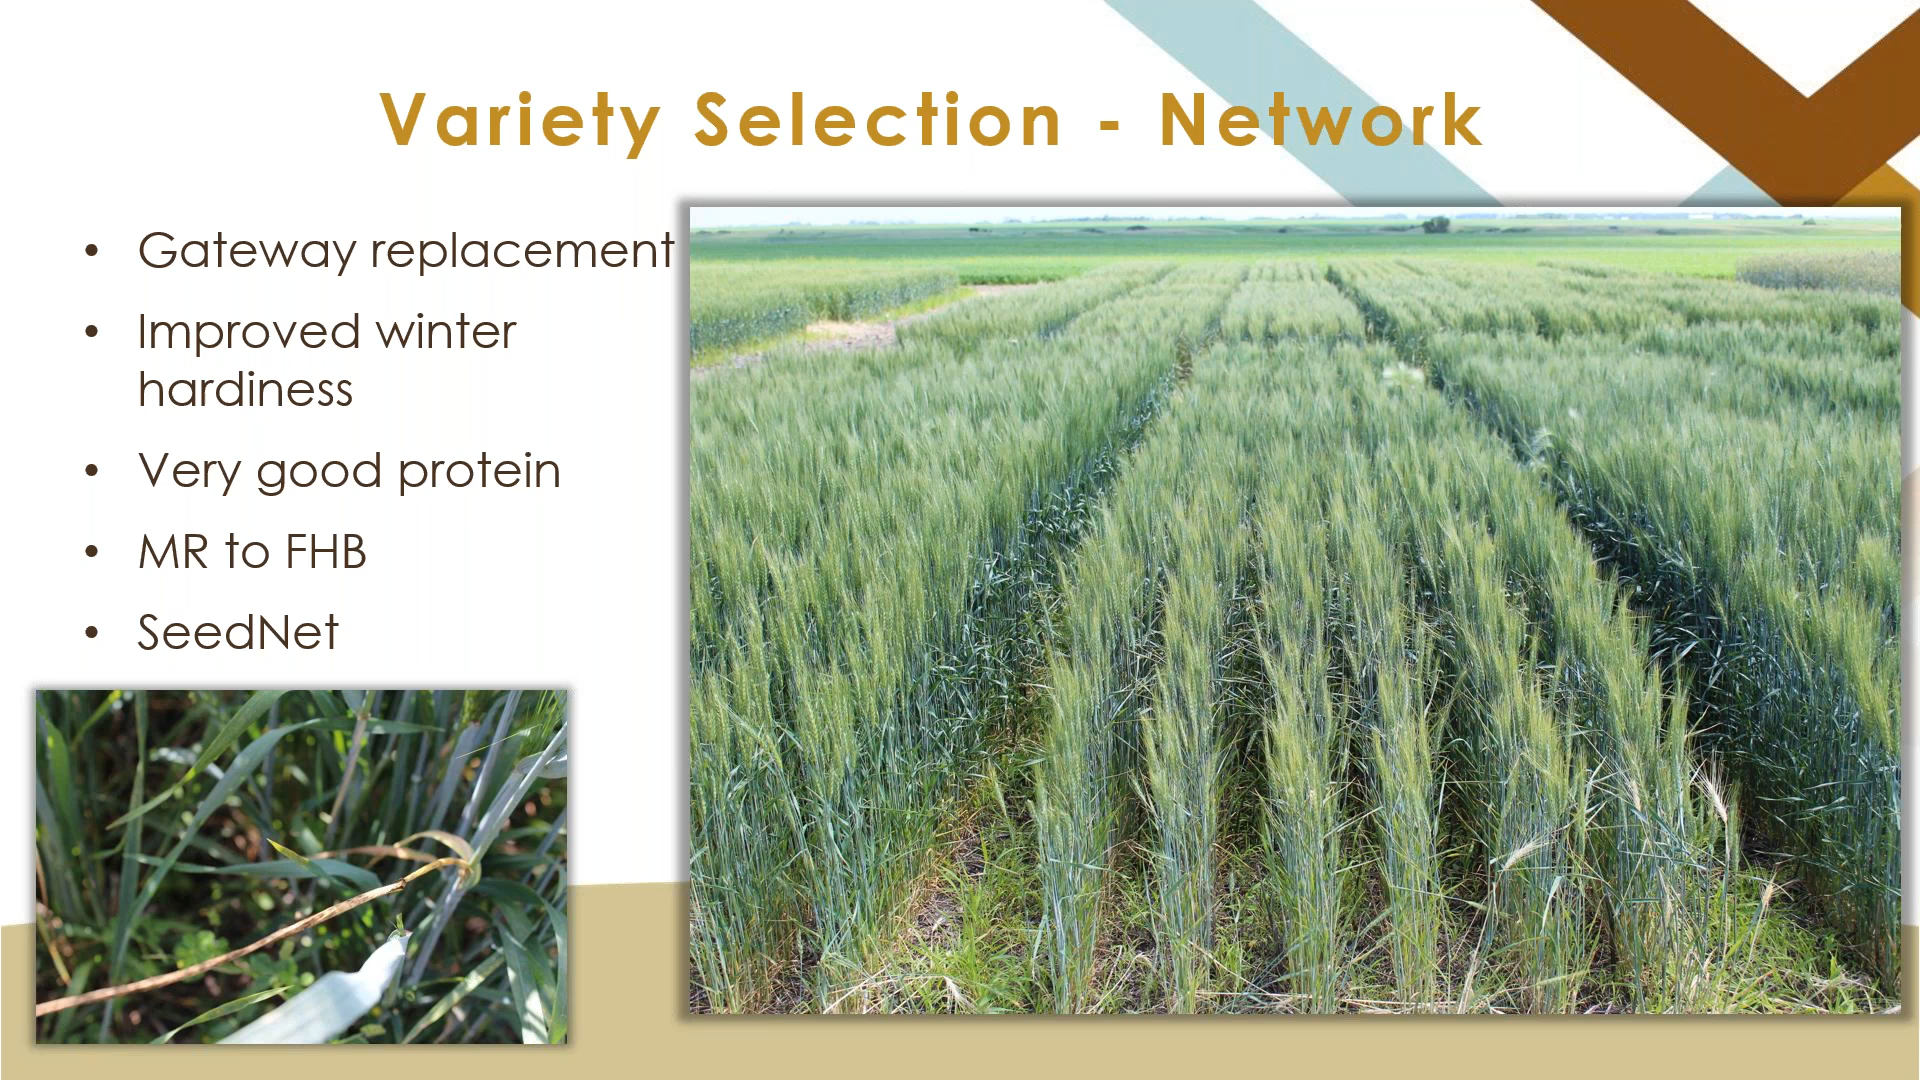 Variety Selection - Network
• Gateway replacement
• Improved winter
hardiness
• Very good protein
• MR to FHB
• SeedNet